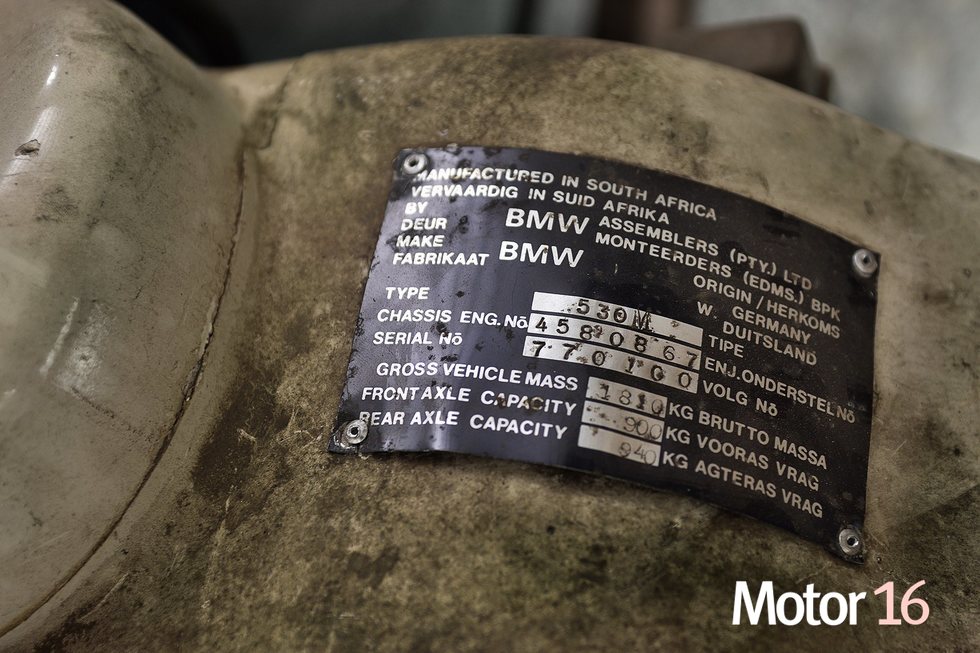 MANUFACTURED IN SOUTH AFRICA
VERVAARDIG IN SUID AFRIKA
BY BMW ASSEMBLERS (PTY.) LTD
DEUR MONTEERDERS (EDMS.) BPK
MAKE BMW ORIGIN/HERKOMS
FABRIKAAT W. GERMANY
DUITSLAND
TYPE 530M TIPE
CHASSIS ENG. Nō 4580867 ENJ.ONDERSTEL Nō
SERIAL Nō 770100 VOLG Nō
GROSS VEHICLE MASS 1810 KG BRUTTO MASSA
FRONT AXLE CAPACITY 900 KG VOORAS VRAG
REAR AXLE CAPACITY 940 KG AGTERAS VRAG
Motor 16